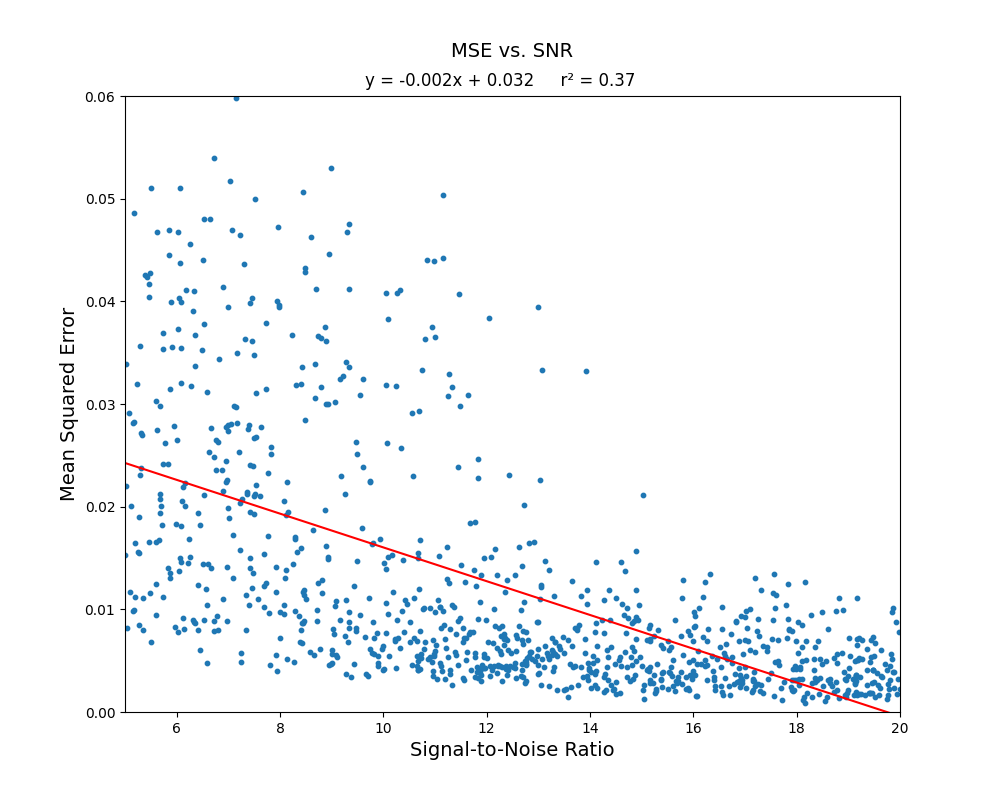 MSE vs. SNR
y = -0.002x + 0.032 r² = 0.37
0.06
0.05
0.04
0.03
0.02
0.01
0.00
Mean Squared Error
6 8 10 12 14 16 18 20
Signal-to-Noise Ratio